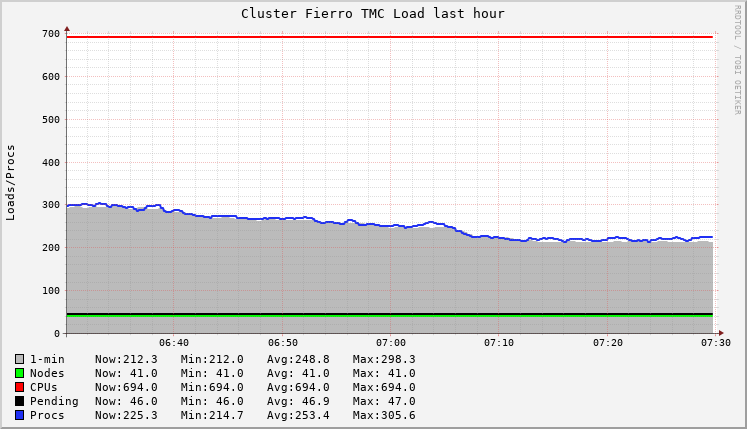 Cluster Fierro TMC Load last hour
RRDTOOL / TOBI OETIKER
Loads/Procs
700
600
500
400
300
200
100
0
06:40 06:50 07:00 07:10 07:20 07:30
1-min Now:212.3 Min:212.0 Avg:248.8 Max:298.3
Nodes Now: 41.0 Min: 41.0 Avg: 41.0 Max: 41.0
CPUs Now:694.0 Min:694.0 Avg:694.0 Max:694.0
Pending Now: 46.0 Min: 46.0 Avg: 46.9 Max: 47.0
Procs Now:225.3 Min:214.7 Avg:253.4 Max:305.6